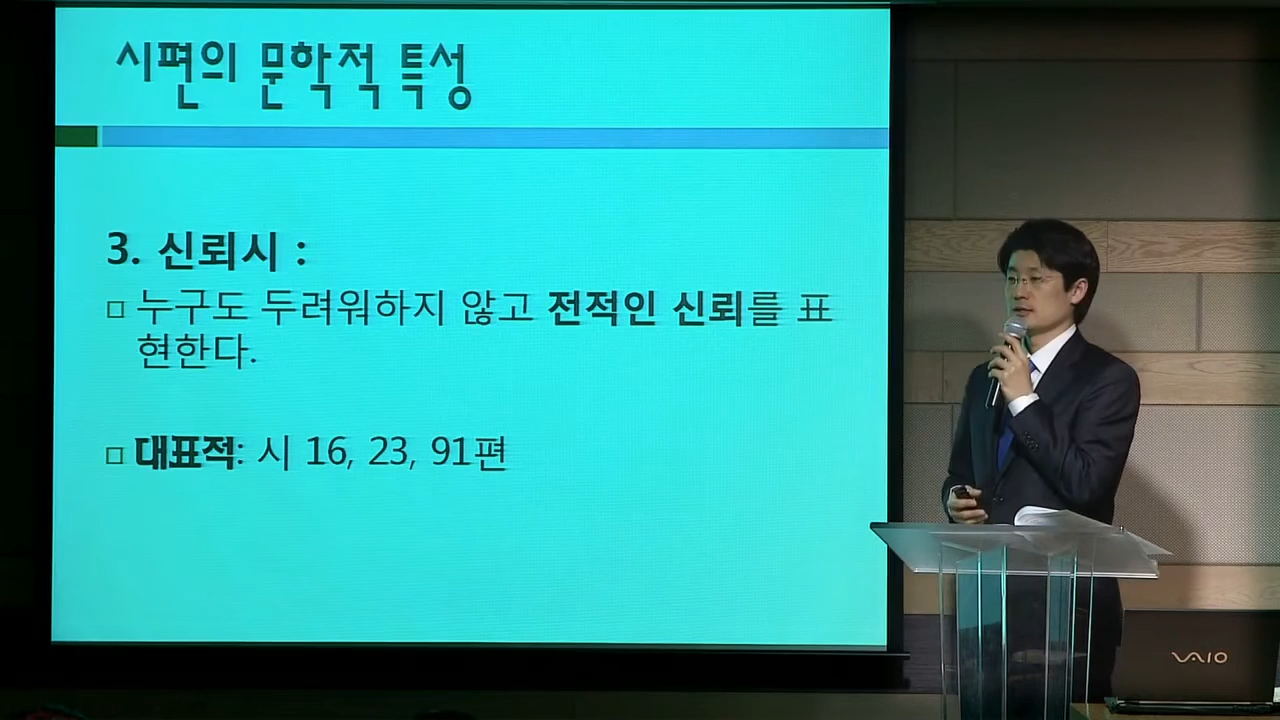 시편의 문학적 특성
3. 신뢰시 :
누구도 두려워하지 않고 전적인 신뢰를 표
현한다.
대표적: 시 16, 23, 91편
VAIO